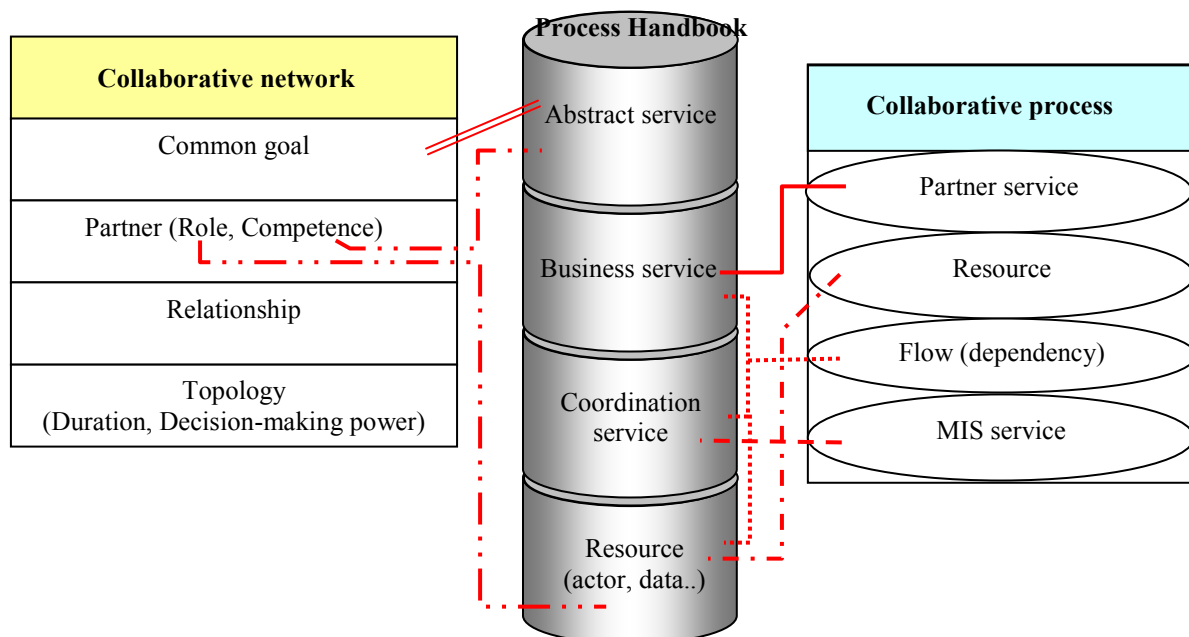 Collaborative network
Common goal
Partner (Role, Competence)
Relationship
Topology
(Duration, Decision-making power)
Process Handbook
Abstract service
Business service
Coordination
service
Resource
(actor, data..)
Collaborative process
Partner service
Resource
Flow (dependency)
MIS service